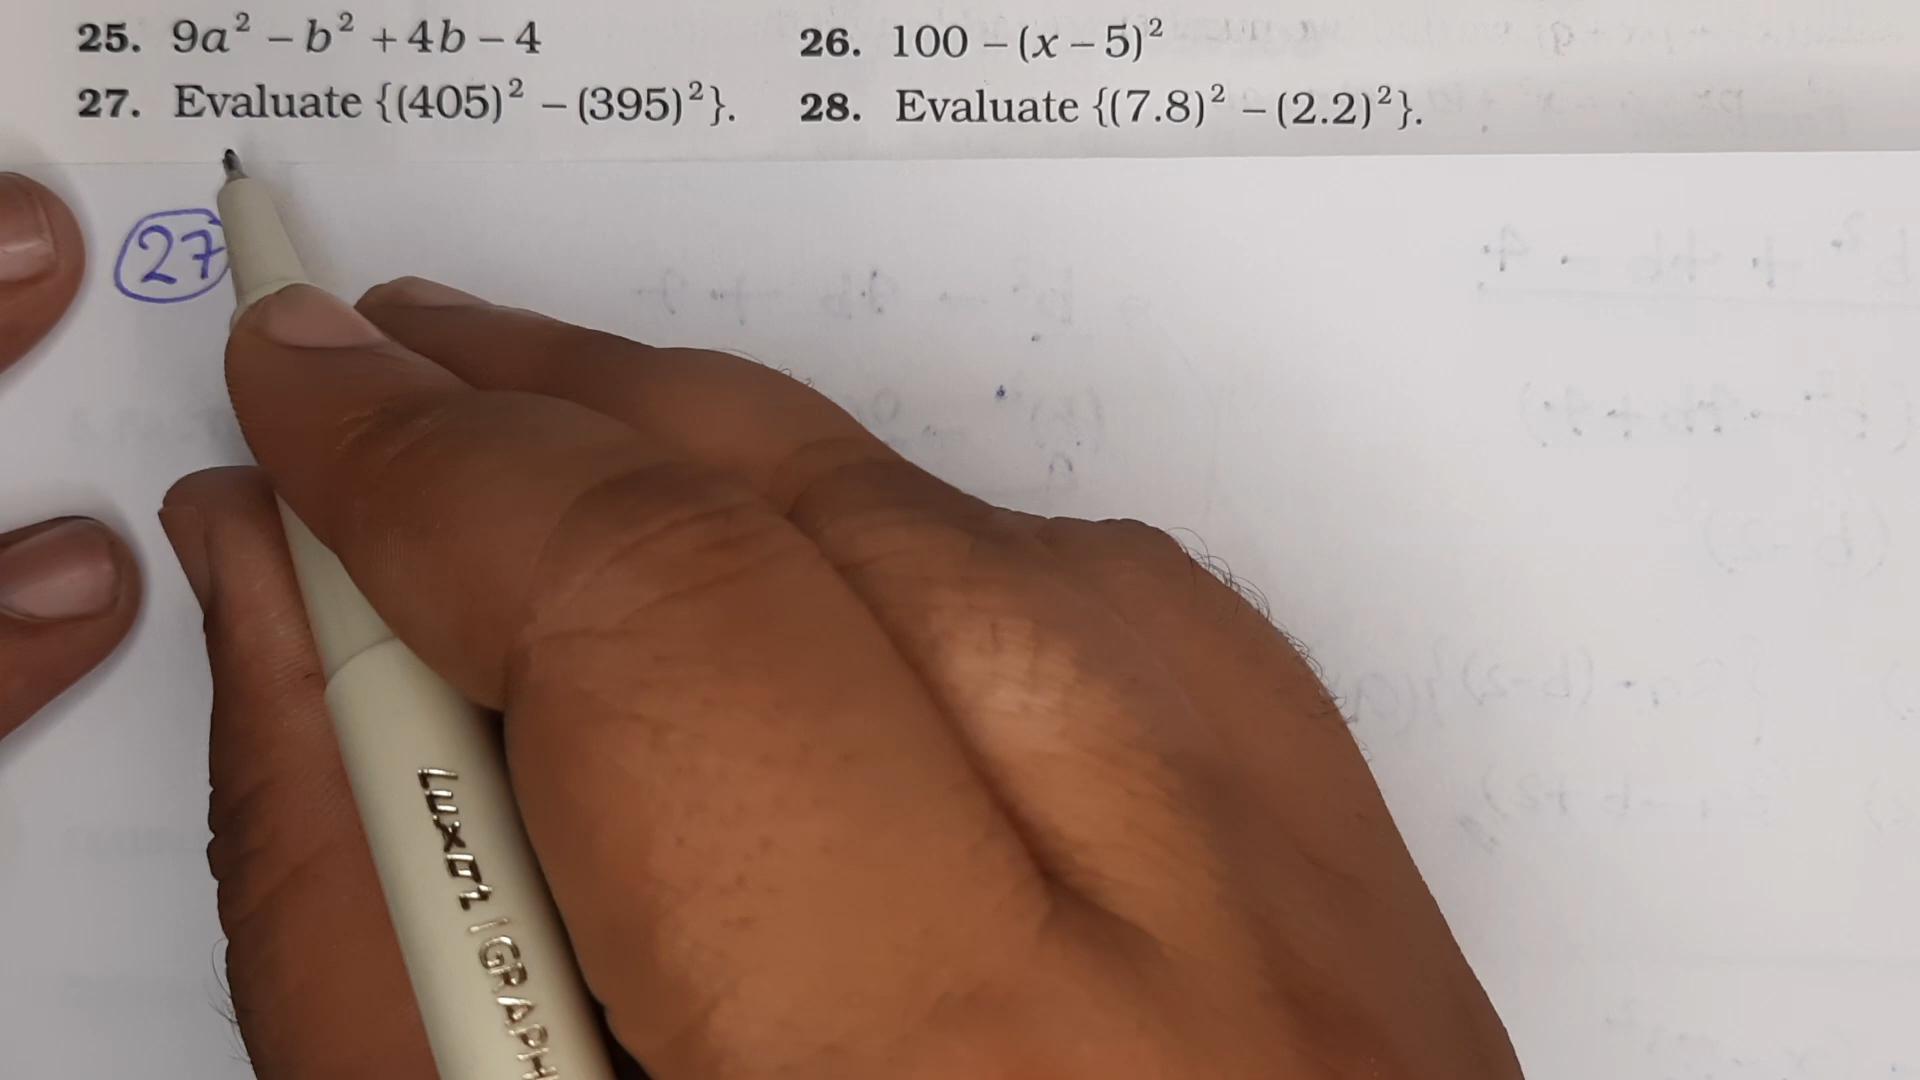 25. 9a² – b² + 4b – 4
26. 100 – (x – 5)²
27. Evaluate {(405)² – (395)²}.
28. Evaluate {(7.8)² – (2.2)²}.
27
LUXOR | GRAPH